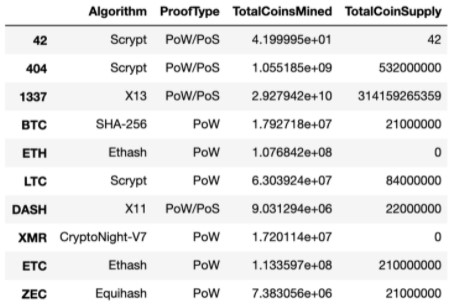 Algorithm ProofType TotalCoinsMined TotalCoinSupply
42 Scrypt PoW/PoS 4.199995e+01 42
404 Scrypt PoW/PoS 1.055185e+09 532000000
1337 X13 PoW/PoS 2.927942e+10 314159265359
BTC SHA-256 PoW 1.792718e+07 21000000
ETH Ethash PoW 1.076842e+08 0
LTC Scrypt PoW 6.303924e+07 84000000
DASH X11 PoW/PoS 9.031294e+06 22000000
XMR CryptoNight-V7 PoW 1.720114e+07 0
ETC Ethash PoW 1.133597e+08 210000000
ZEC Equihash PoW 7.383056e+06 21000000